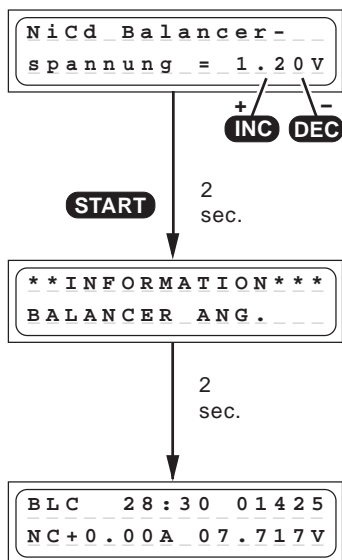 NiCd Balancer-
spannung = 1.20V
+ -
INC DEC
START
2
sec.
**INFORMATION***
BALANCER ANG.
2
sec.
BLC 28:30 01425
NC+0.00A 07.717V